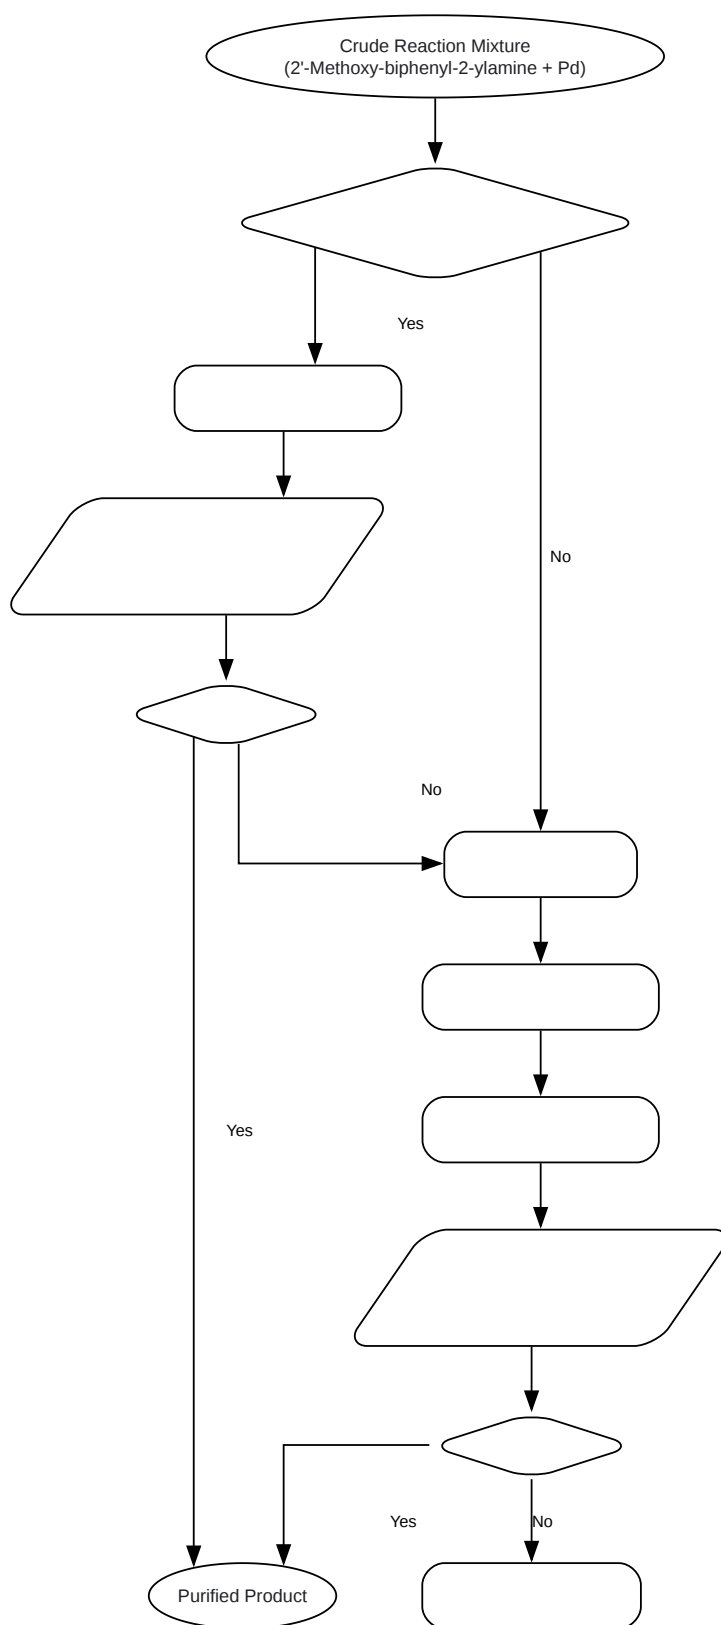 Crude Reaction Mixture
(2'-Methoxy-biphenyl-2-ylamine + Pd)
Yes
No
No
Yes
Yes
No
Purified Product